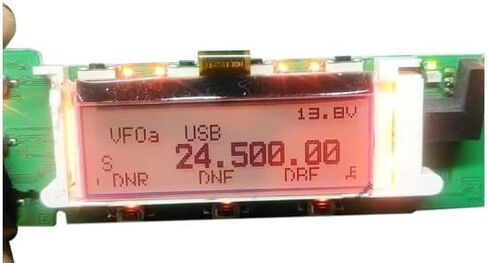 13.8V
VFOa USB
24.500.00
S
DNR DNF DRF